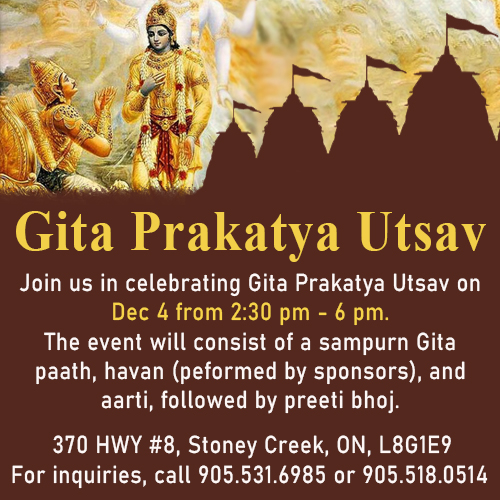 Gita Prakatya Utsav
Join us in celebrating Gita Prakatya Utsav on
Dec 4 from 2:30 pm - 6 pm.
The event will consist of a sampurn Gita
paath, havan (peformed by sponsors), and
aarti, followed by preeti bhoj.
370 HWY #8, Stoney Creek, ON, L8G1E9
For inquiries, call 905.531.6985 or 905.518.0514